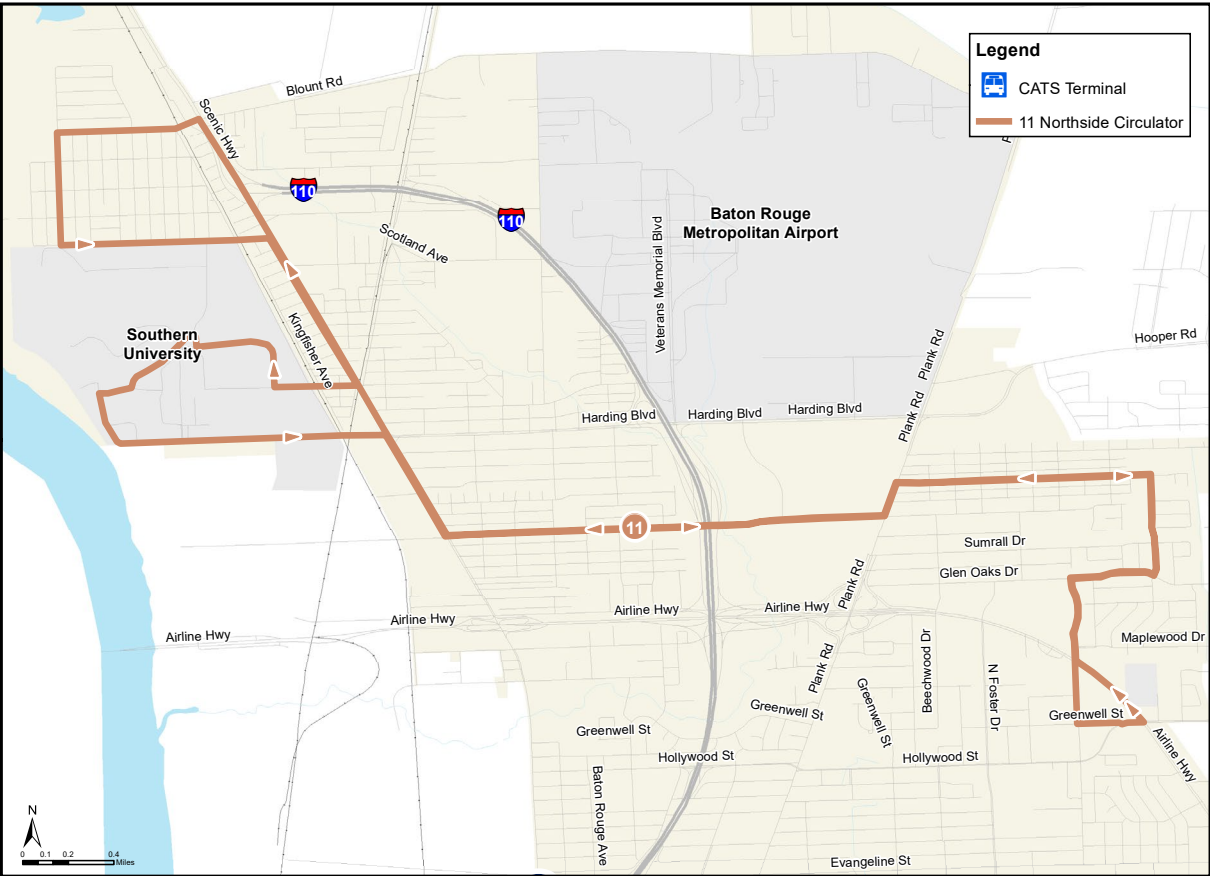 Legend
CATS Terminal
11 Northside Circulator
Blount Rd
Scenic Hwy
110
110
Scotland Ave
Baton Rouge
Metropolitan Airport
Veterans Memorial Blvd
Southern
University
Kingfisher Ave
Plank Rd
Hooper Rd
Plank Rd
Harding Blvd
Harding Blvd
Harding Blvd
11
Sumrall Dr
Glen Oaks Dr
Plank Rd
Airline Hwy
Airline Hwy
Airline Hwy
Airline Hwy
Maplewood Dr
Plank Rd
Beechwood Dr
N Foster Dr
Greenwell St
Greenwell St
Greenwell St
Greenwell St
Airline Hwy
Hollywood St
Hollywood St
Baton Rouge Ave
Evangeline St
N
0 0.1 0.2 0.4
Miles